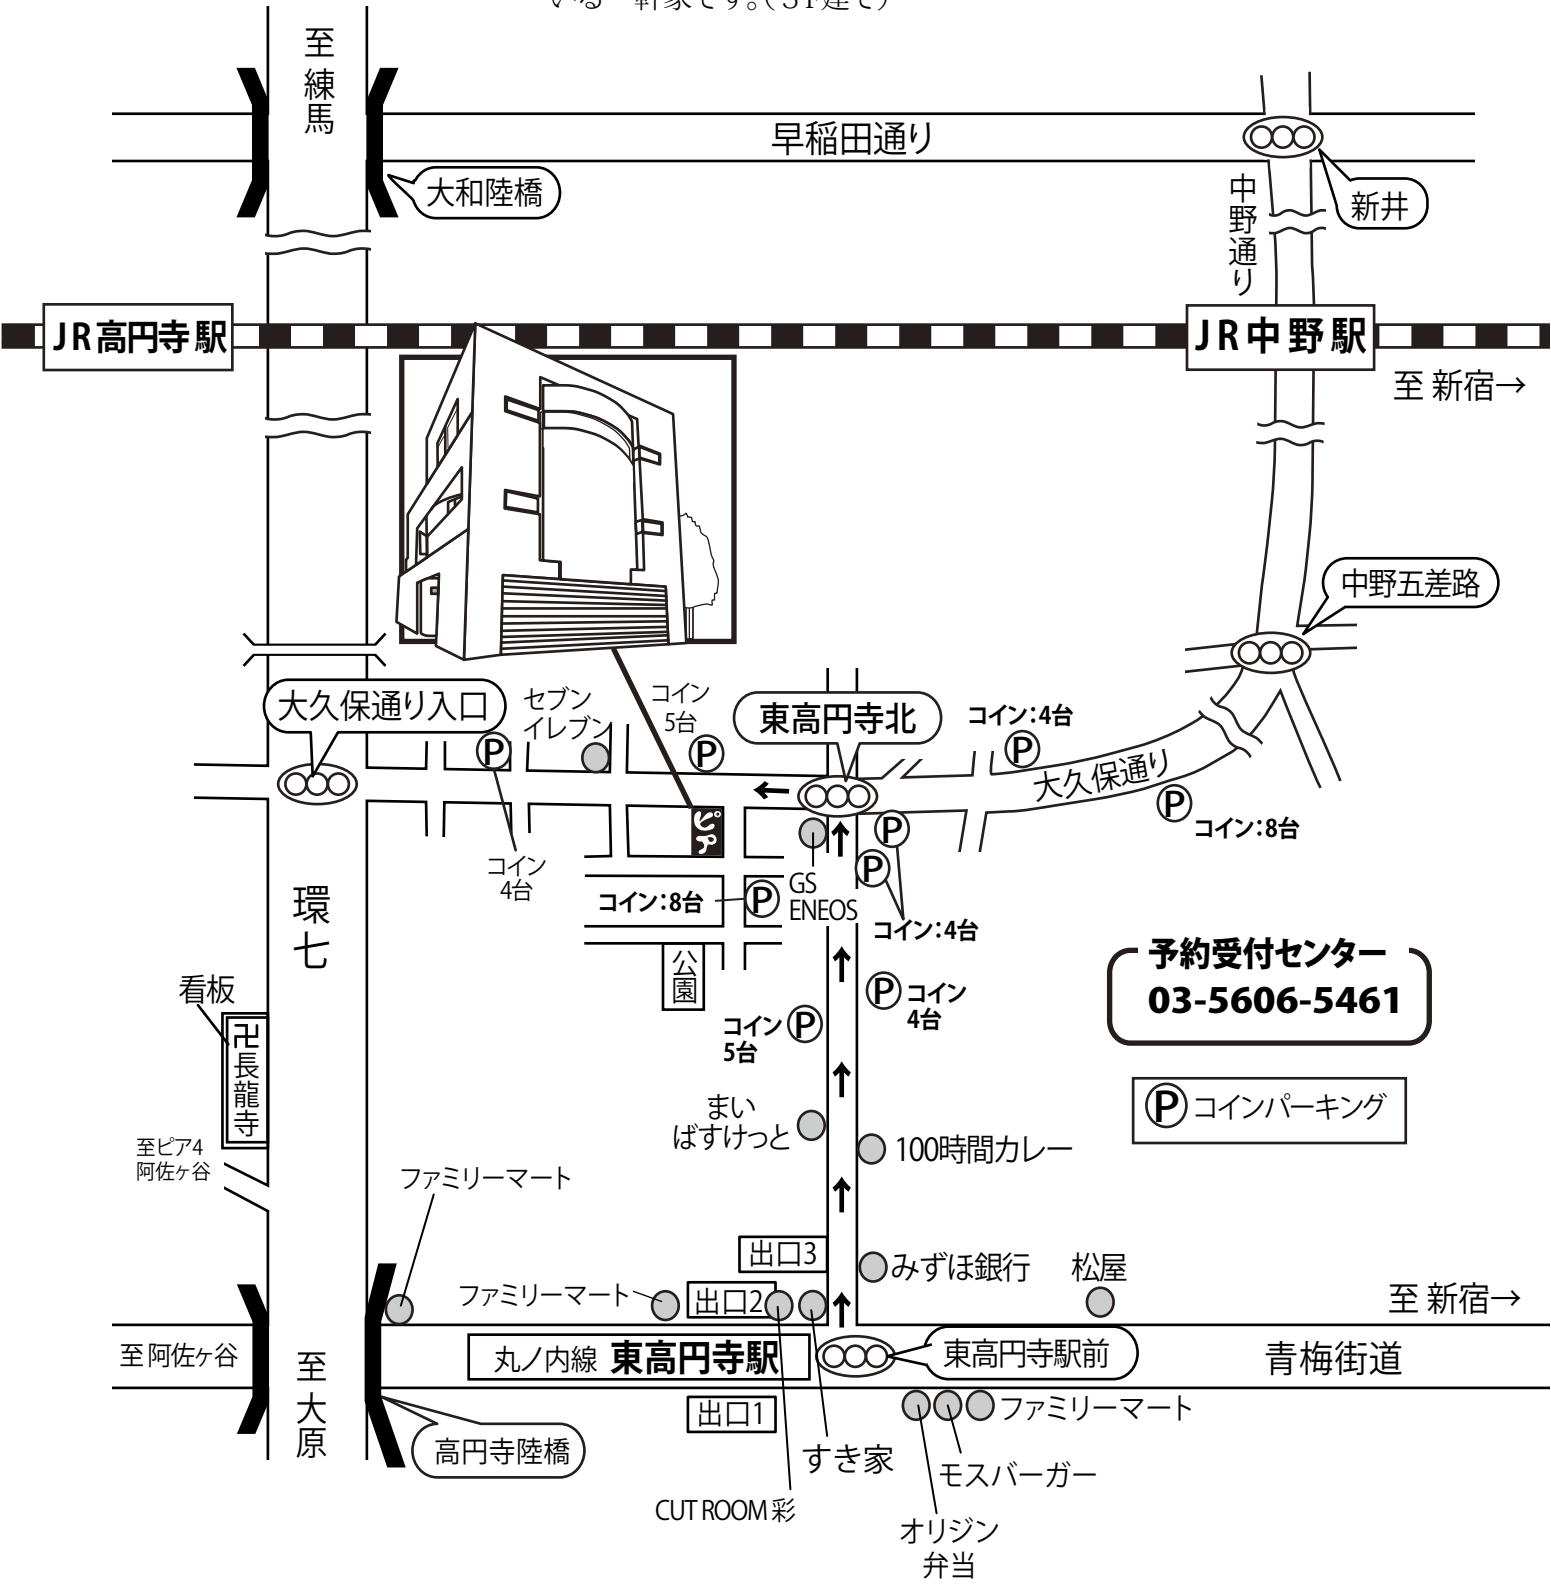 いる一軒家です。(3F建て)
至練馬
早稲田通り
大和陸橋
中野通り
新井
JR高円寺駅
JR中野駅
至 新宿→
中野五差路
大久保通り入口
セブン
イレブン
コイン
5台
P
P
東高円寺北
コイン:4台
P
大久保通り
P
コイン:8台
ピア
コイン
4台
P
P
コイン:4台
GS
ENEOS
コイン:8台
P
公園
環七
予約受付センター
03-5606-5461
看板
卍長龍寺
P
コイン
4台
コイン
5台
P
Pコインパーキング
まい
ばすけっと
100時間カレー
至ピア4
阿佐ヶ谷
ファミリーマート
出口3
みずほ銀行
松屋
ファミリーマート
出口2
至 新宿→
至 阿佐ヶ谷
至大原
丸ノ内線 東高円寺駅
東高円寺駅前
青梅街道
出口1
ファミリーマート
高円寺陸橋
すき家
モスバーガー
CUT ROOM 彩
オリジン
弁当